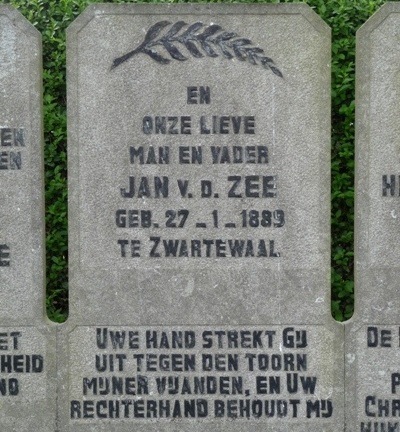 EN
ONZE LIEVE
MAN EN VADER
JAN V. D. ZEE
GEB. 27-1-1889
TE ZWARTEWAAL
UWE HAND STREKT GIJ
UIT TEGEN DEN TOORN
MIJNER VIJANDEN, EN UW
RECHTERHAND BEHOUDT MIJ